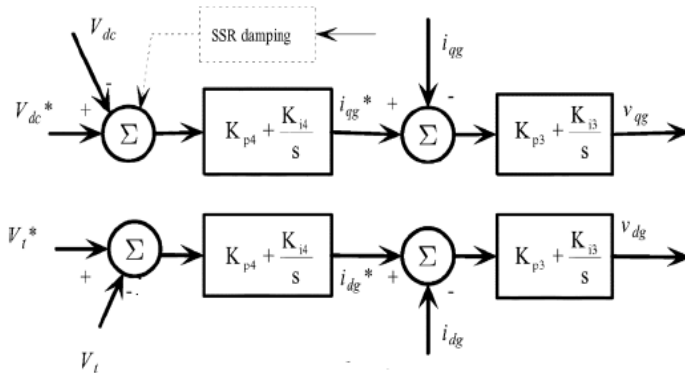 V_dc
SSR damping
i_qg
V_dc*
+
-
K_p4 + K_i4/s
i_qg*
+
-
K_p3 + K_i3/s
v_qg
Σ
Σ
V_t*
+
-
Σ
K_p4 + K_i4/s
i_dg*
+
-
Σ
K_p3 + K_i3/s
v_dg
V_t
i_dg